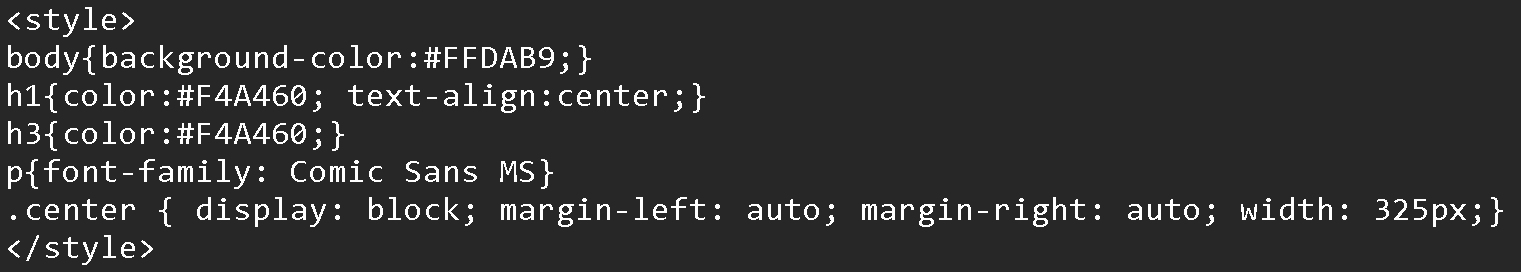 <style>
body{background-color:#FFDAB9;}
h1{color:#F4A460; text-align:center;}
h3{color:#F4A460;}
p{font-family: Comic Sans MS}
.center { display: block; margin-left: auto; margin-right: auto; width: 325px;}
</style>